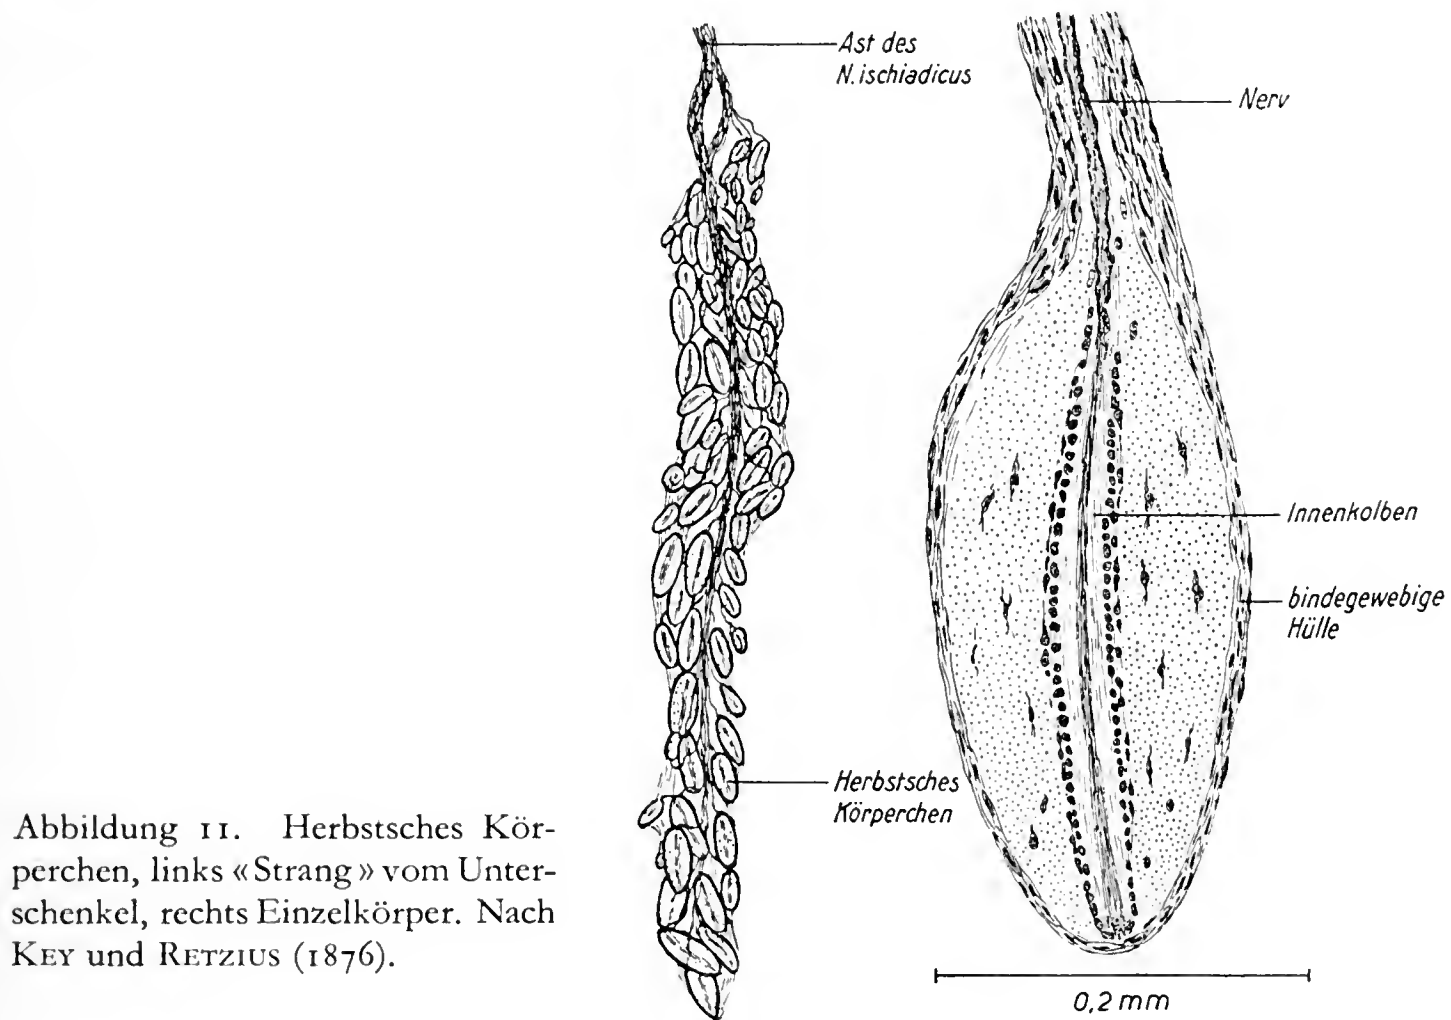 Ast des
N. ischiadicus
Nerv
Innenkolben
bindegewebige
Hülle
Herbstsches
Körperchen
0,2 mm
Abbildung 11. Herbstsches Kör-
perchen, links «Strang» vom Unter-
schenkel, rechts Einzelkörper. Nach
KEY und RETZIUS (1876).